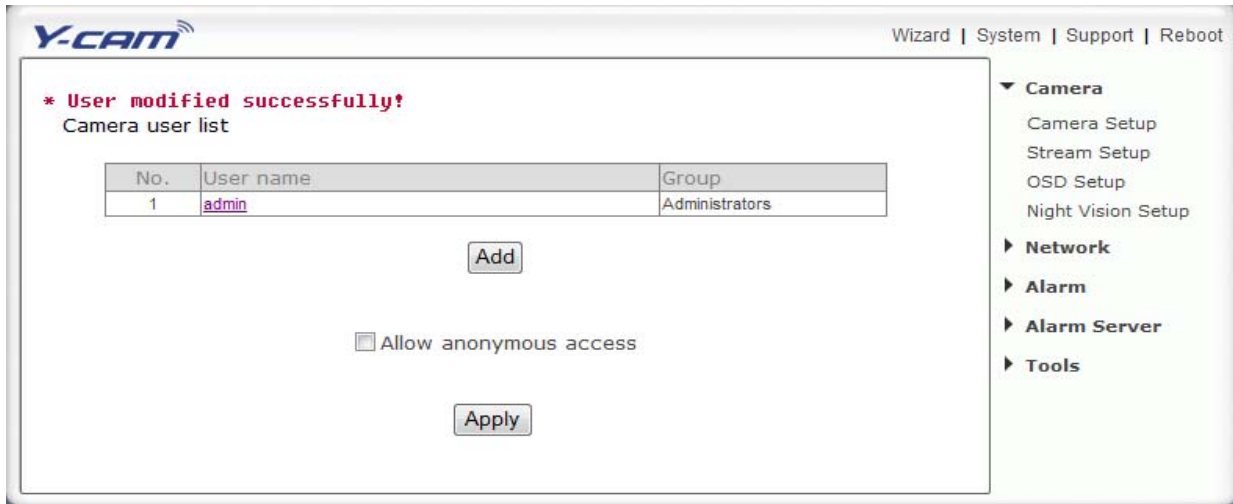 Y-cam
Wizard | System | Support | Reboot
* User modified successfully!
Camera user list
No. User name Group
1 admin Administrators
Add
Allow anonymous access
Apply
Camera
Camera Setup
Stream Setup
OSD Setup
Night Vision Setup
Network
Alarm
Alarm Server
Tools